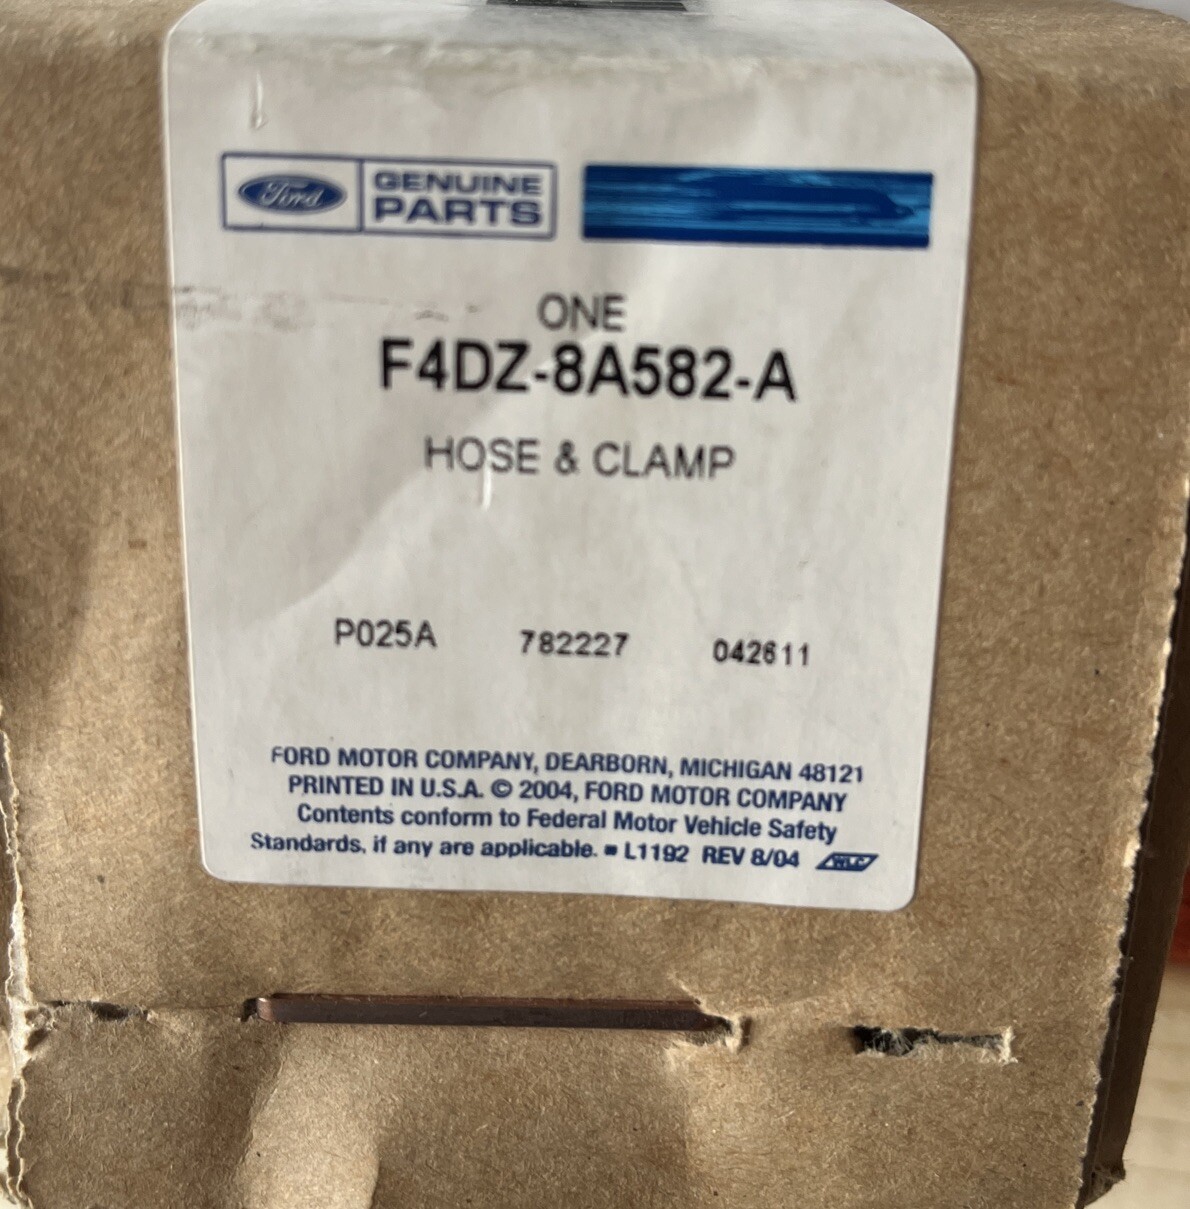 Ford GENUINE
PARTS
ONE
F4DZ-8A582-A
HOSE & CLAMP
P025A 782227 042611
FORD MOTOR COMPANY, DEARBORN, MICHIGAN 48121
PRINTED IN U.S.A. © 2004, FORD MOTOR COMPANY
Contents conform to Federal Motor Vehicle Safety
Standards, if any are applicable. ■ L1192 REV 8/04 WLC